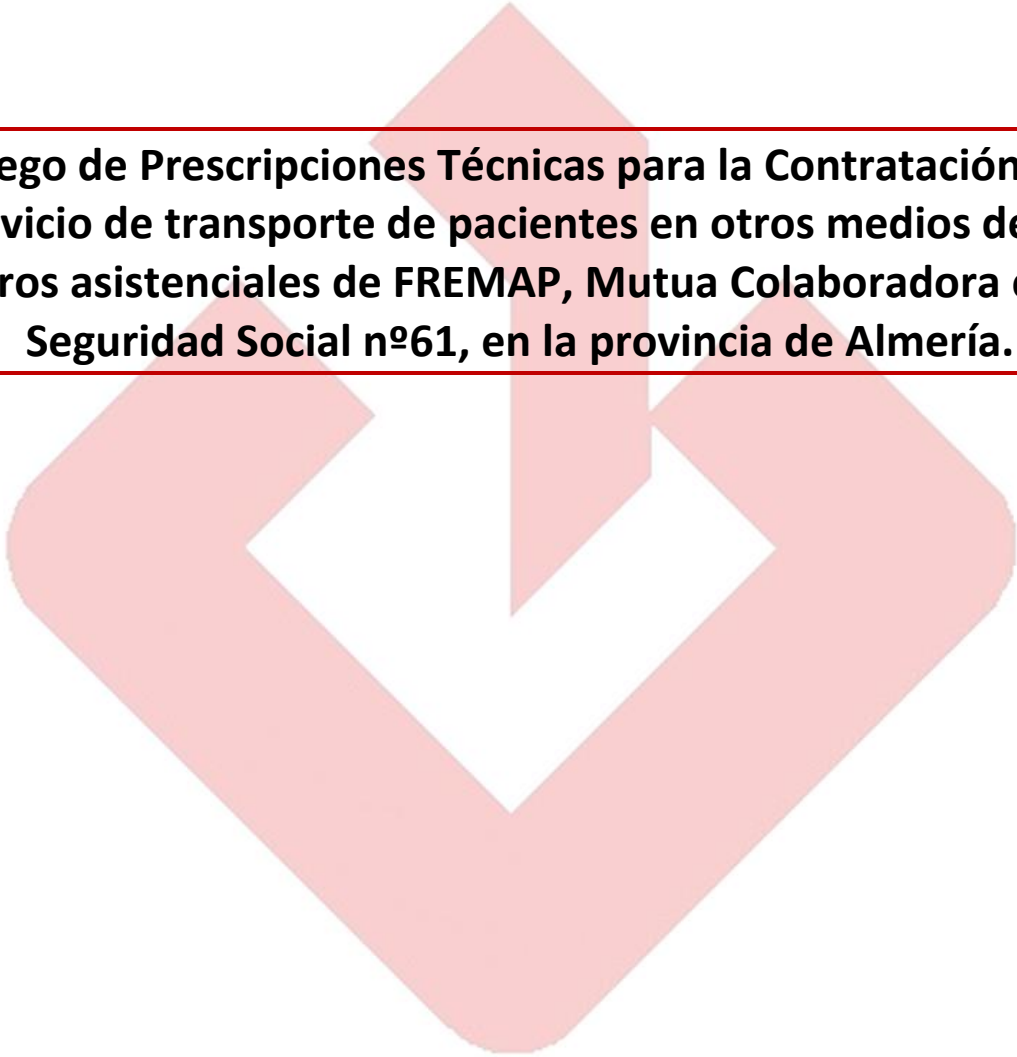 ego de Prescripciones Técnicas para la Contratación
vicio de transporte de pacientes en otros medios de
ros asistenciales de FREMAP, Mutua Colaboradora
Seguridad Social nº61, en la provincia de Almería.